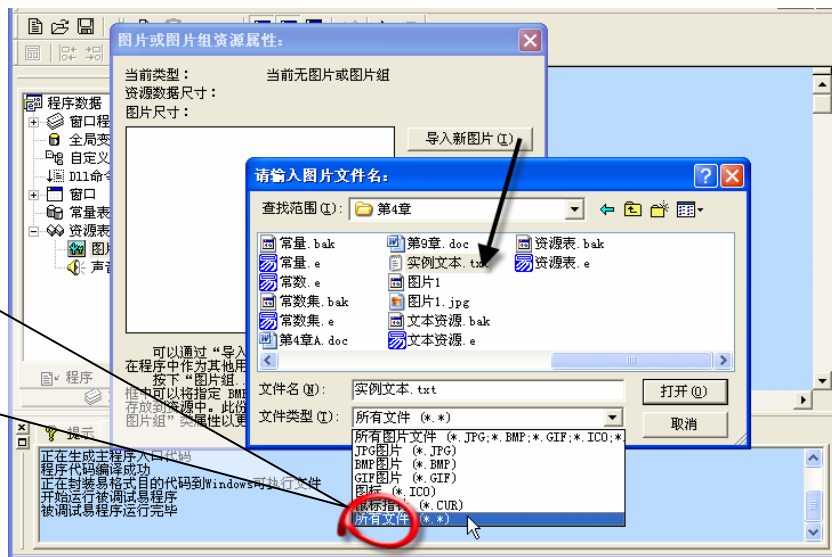 图片或图片组资源属性:
当前类型: 当前无图片或图片组
资源数据尺寸:
图片尺寸:
导入新图片(I)
程序数据
窗口程
全局变
自定义
Dll命令
窗口
常量表
资源表
图片
声音
请输入图片文件名:
查找范围(I): 第4章
常量.bak 第9章.doc 资源表.bak
常量.e 实例文本.txt 资源表.e
常数.e 图片1
常数集.bak 图片1.jpg
常数集.e 文本资源.bak
第4章A.doc 文本资源.e
文件名(N): 实例文本.txt 打开(O)
文件类型(T): 所有文件 (*.*) 取消
所有图片文件 (*.JPG;*.BMP;*.GIF;*.ICO;*.
JPG图片 (*.JPG)
BMP图片 (*.BMP)
GIF图片 (*.GIF)
图标 (*.ICO)
鼠标指针 (*.CUR)
所有文件 (*.*)
可以通过“导入
在程序中作为其他用
按下“图片组..
框中可以将指定 BME
存放到资源中。此份
图片组”类属性以更
程序
提示
正在生成主程序入口代码
程序代码编译成功
正在封装易格式目的代码到Windows可执行文件
开始运行被调试易程序
被调试易程序运行完毕